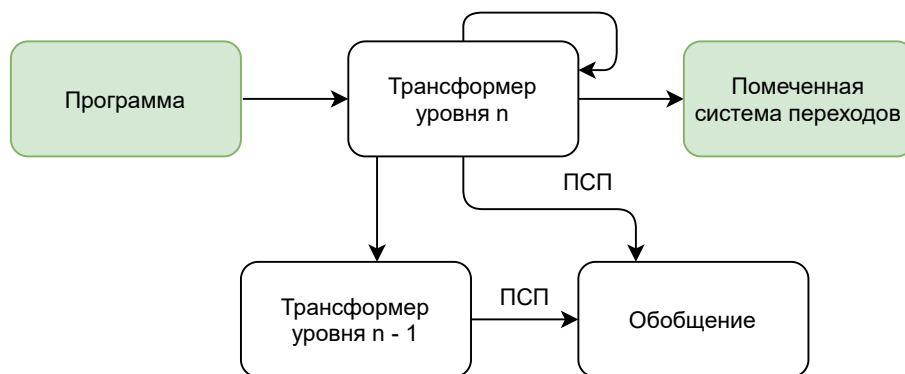 Программа
Трансформер
уровня n
Помеченная
система переходов
ПСП
Трансформер
уровня n - 1
ПСП
Обобщение